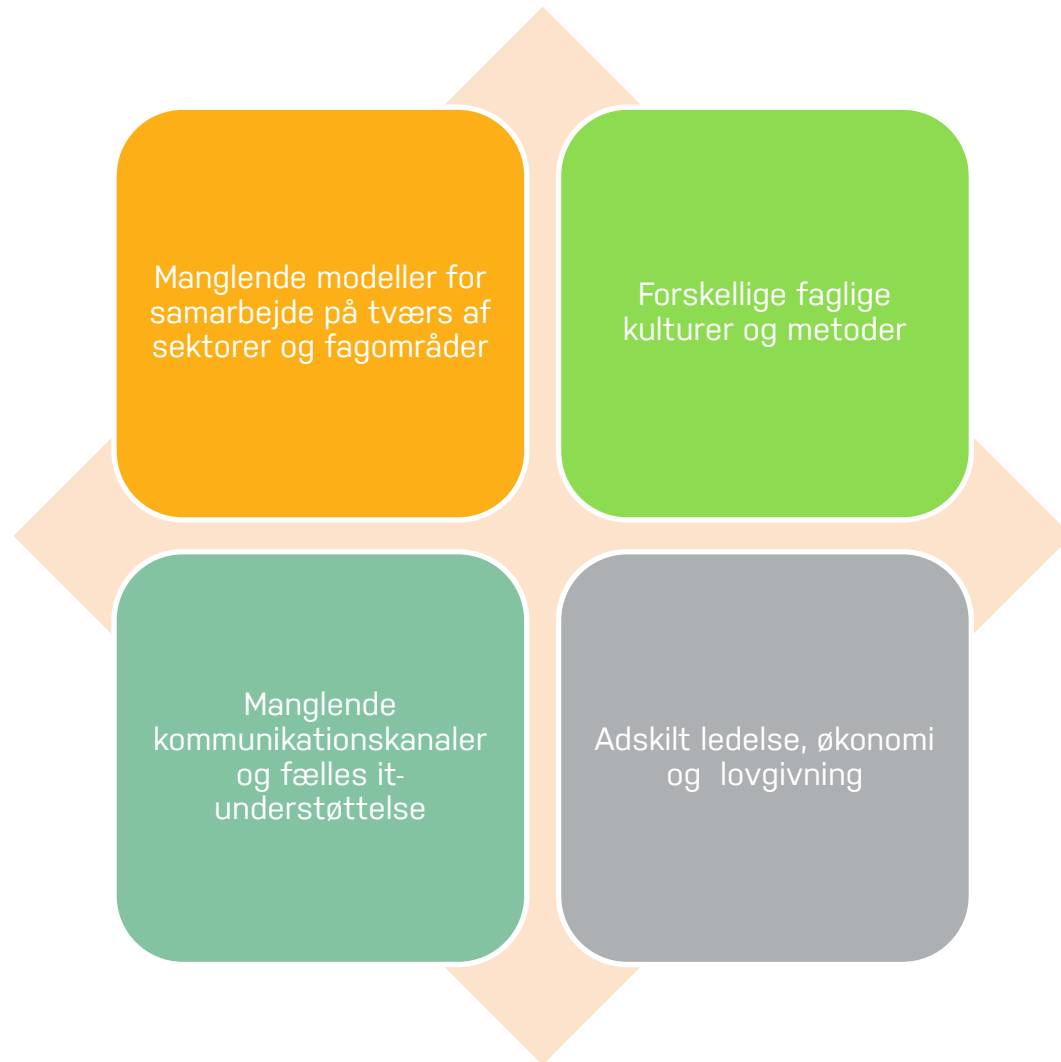 Manglende modeller for
samarbejde på tværs af
sektorer og fagområder
Forskellige faglige
kulturer og metoder
Manglende
kommunikationskanaler
og fælles it-
understøttelse
Adskilt ledelse, økonomi
og  lovgivning